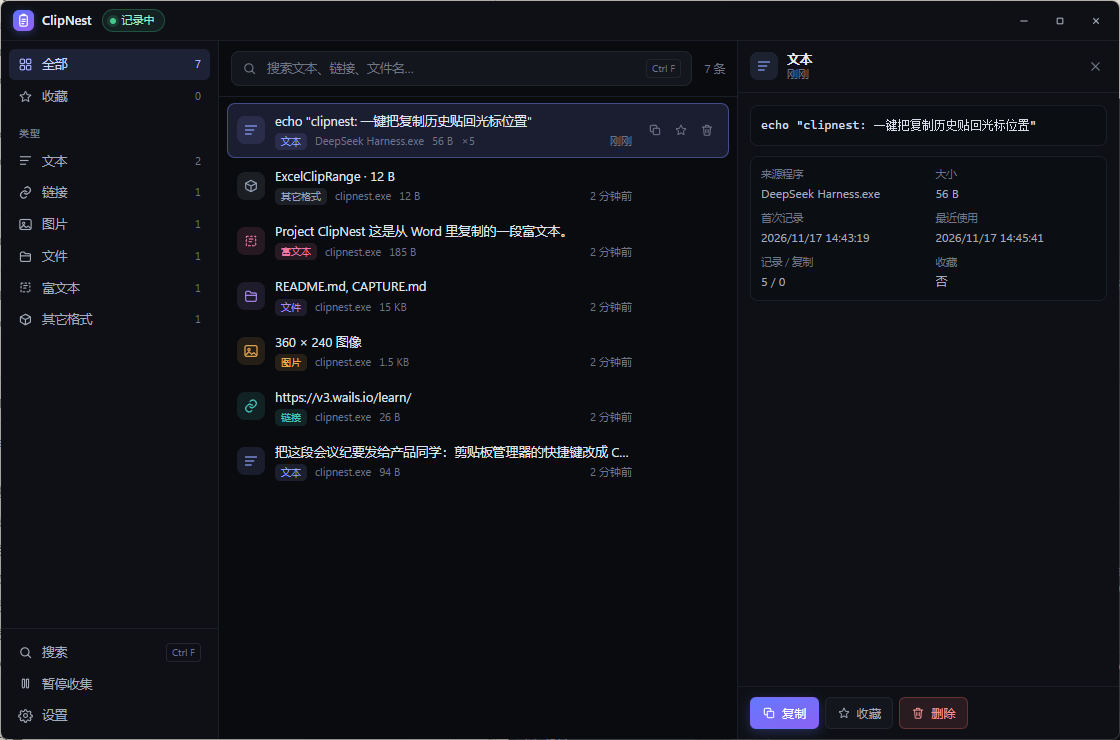 ClipNest 记录中
全部 7
收藏 0
类型
文本 2
链接 1
图片 1
文件 1
富文本 1
其它格式 1
搜索 Ctrl F
暂停收集
设置
搜索文本、链接、文件名... Ctrl F 7 条
echo "clipnest: 一键把复制历史贴回光标位置"
文本 DeepSeek Harness.exe 56 B ×5 刚刚
ExcelClipRange · 12 B
其它格式 clipnest.exe 12 B 2 分钟前
Project ClipNest 这是从 Word 里复制的一段富文本。
富文本 clipnest.exe 185 B 2 分钟前
README.md, CAPTURE.md
文件 clipnest.exe 15 KB 2 分钟前
360 × 240 图像
图片 clipnest.exe 1.5 KB 2 分钟前
https://v3.wails.io/learn/
链接 clipnest.exe 26 B 2 分钟前
把这段会议纪要发给产品同学：剪贴板管理器的快捷键改成 C...
文本 clipnest.exe 94 B 2 分钟前
文本
刚刚
echo "clipnest: 一键把复制历史贴回光标位置"
来源程序 大小
DeepSeek Harness.exe 56 B
首次记录 最近使用
2026/11/17 14:43:19 2026/11/17 14:45:41
记录 / 复制 收藏
5 / 0 否
复制 收藏 删除